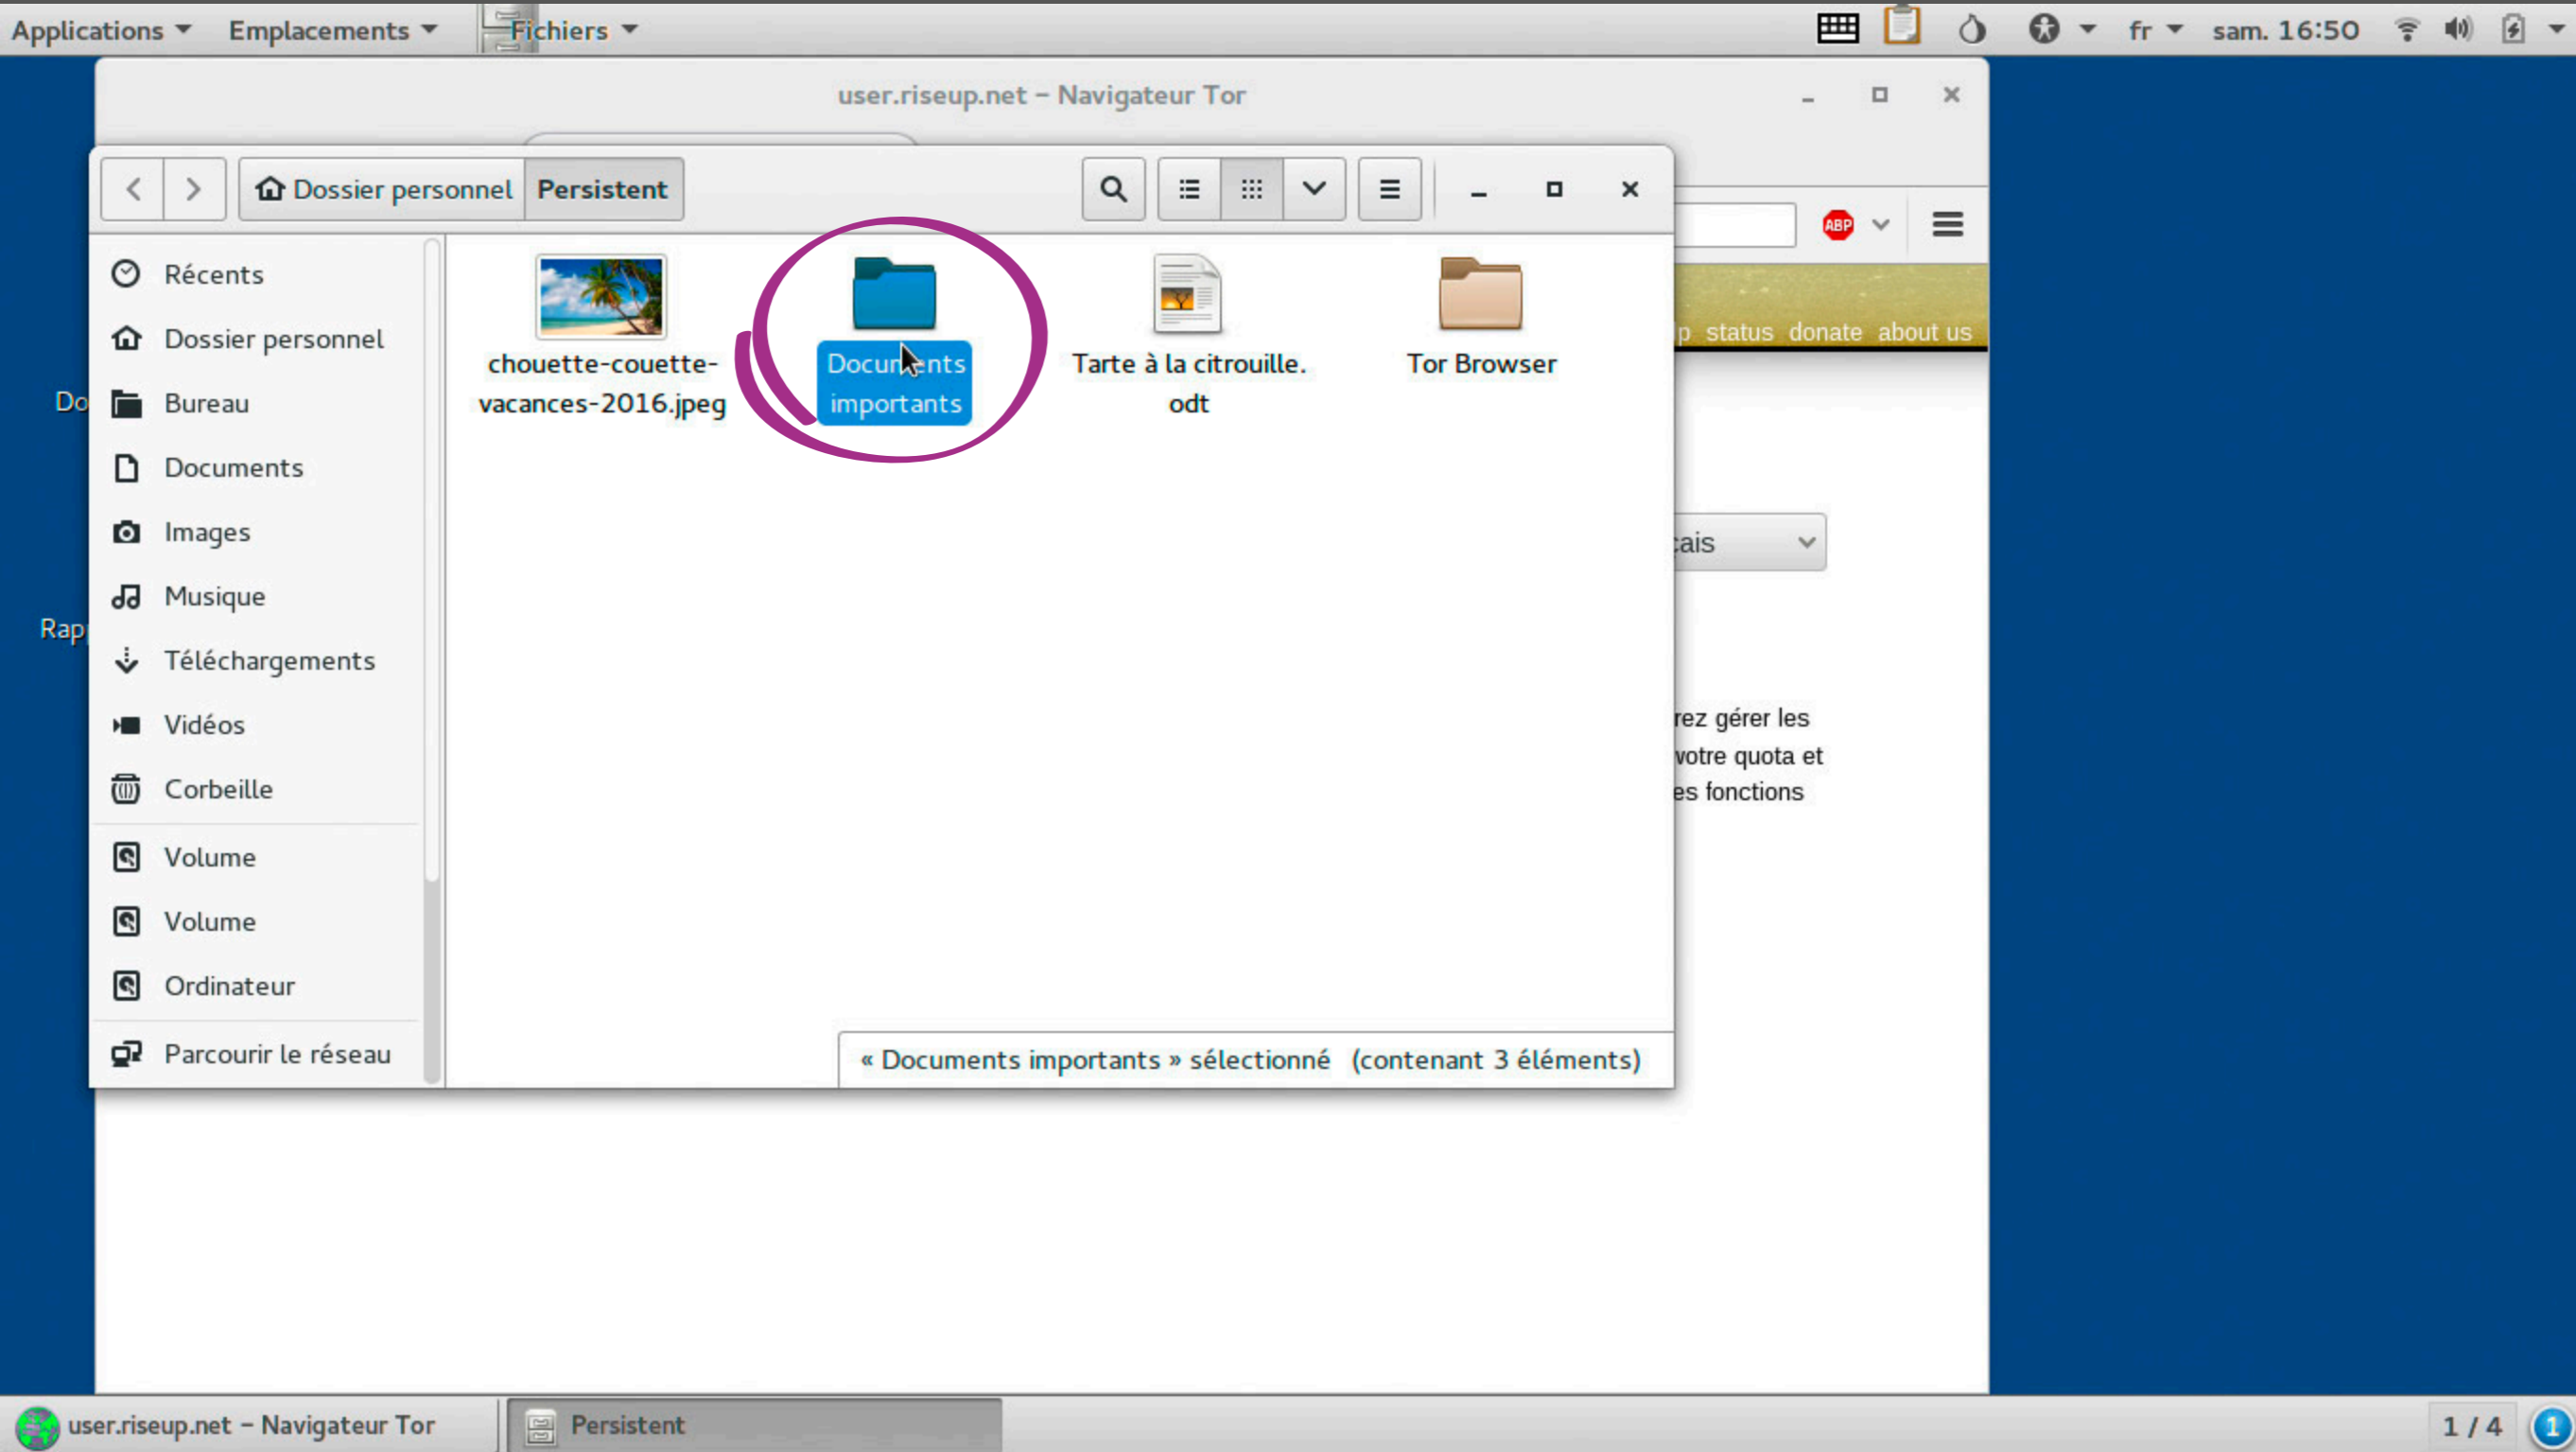 Applications Emplacements Fichiers fr sam. 16:50
user.riseup.net – Navigateur Tor
Dossier personnel Persistent
ABP
status donate about us
Récents
Dossier personnel
Bureau
Documents
Images
Musique
Téléchargements
Vidéos
Corbeille
Volume
Volume
Ordinateur
Parcourir le réseau
chouette-couette-
vacances-2016.jpeg
Documents
importants
Tarte à la citrouille.
odt
Tor Browser
gérer les
votre quota et
fonctions
« Documents importants » sélectionné (contenant 3 éléments)
user.riseup.net – Navigateur Tor Persistent 1 / 4 1